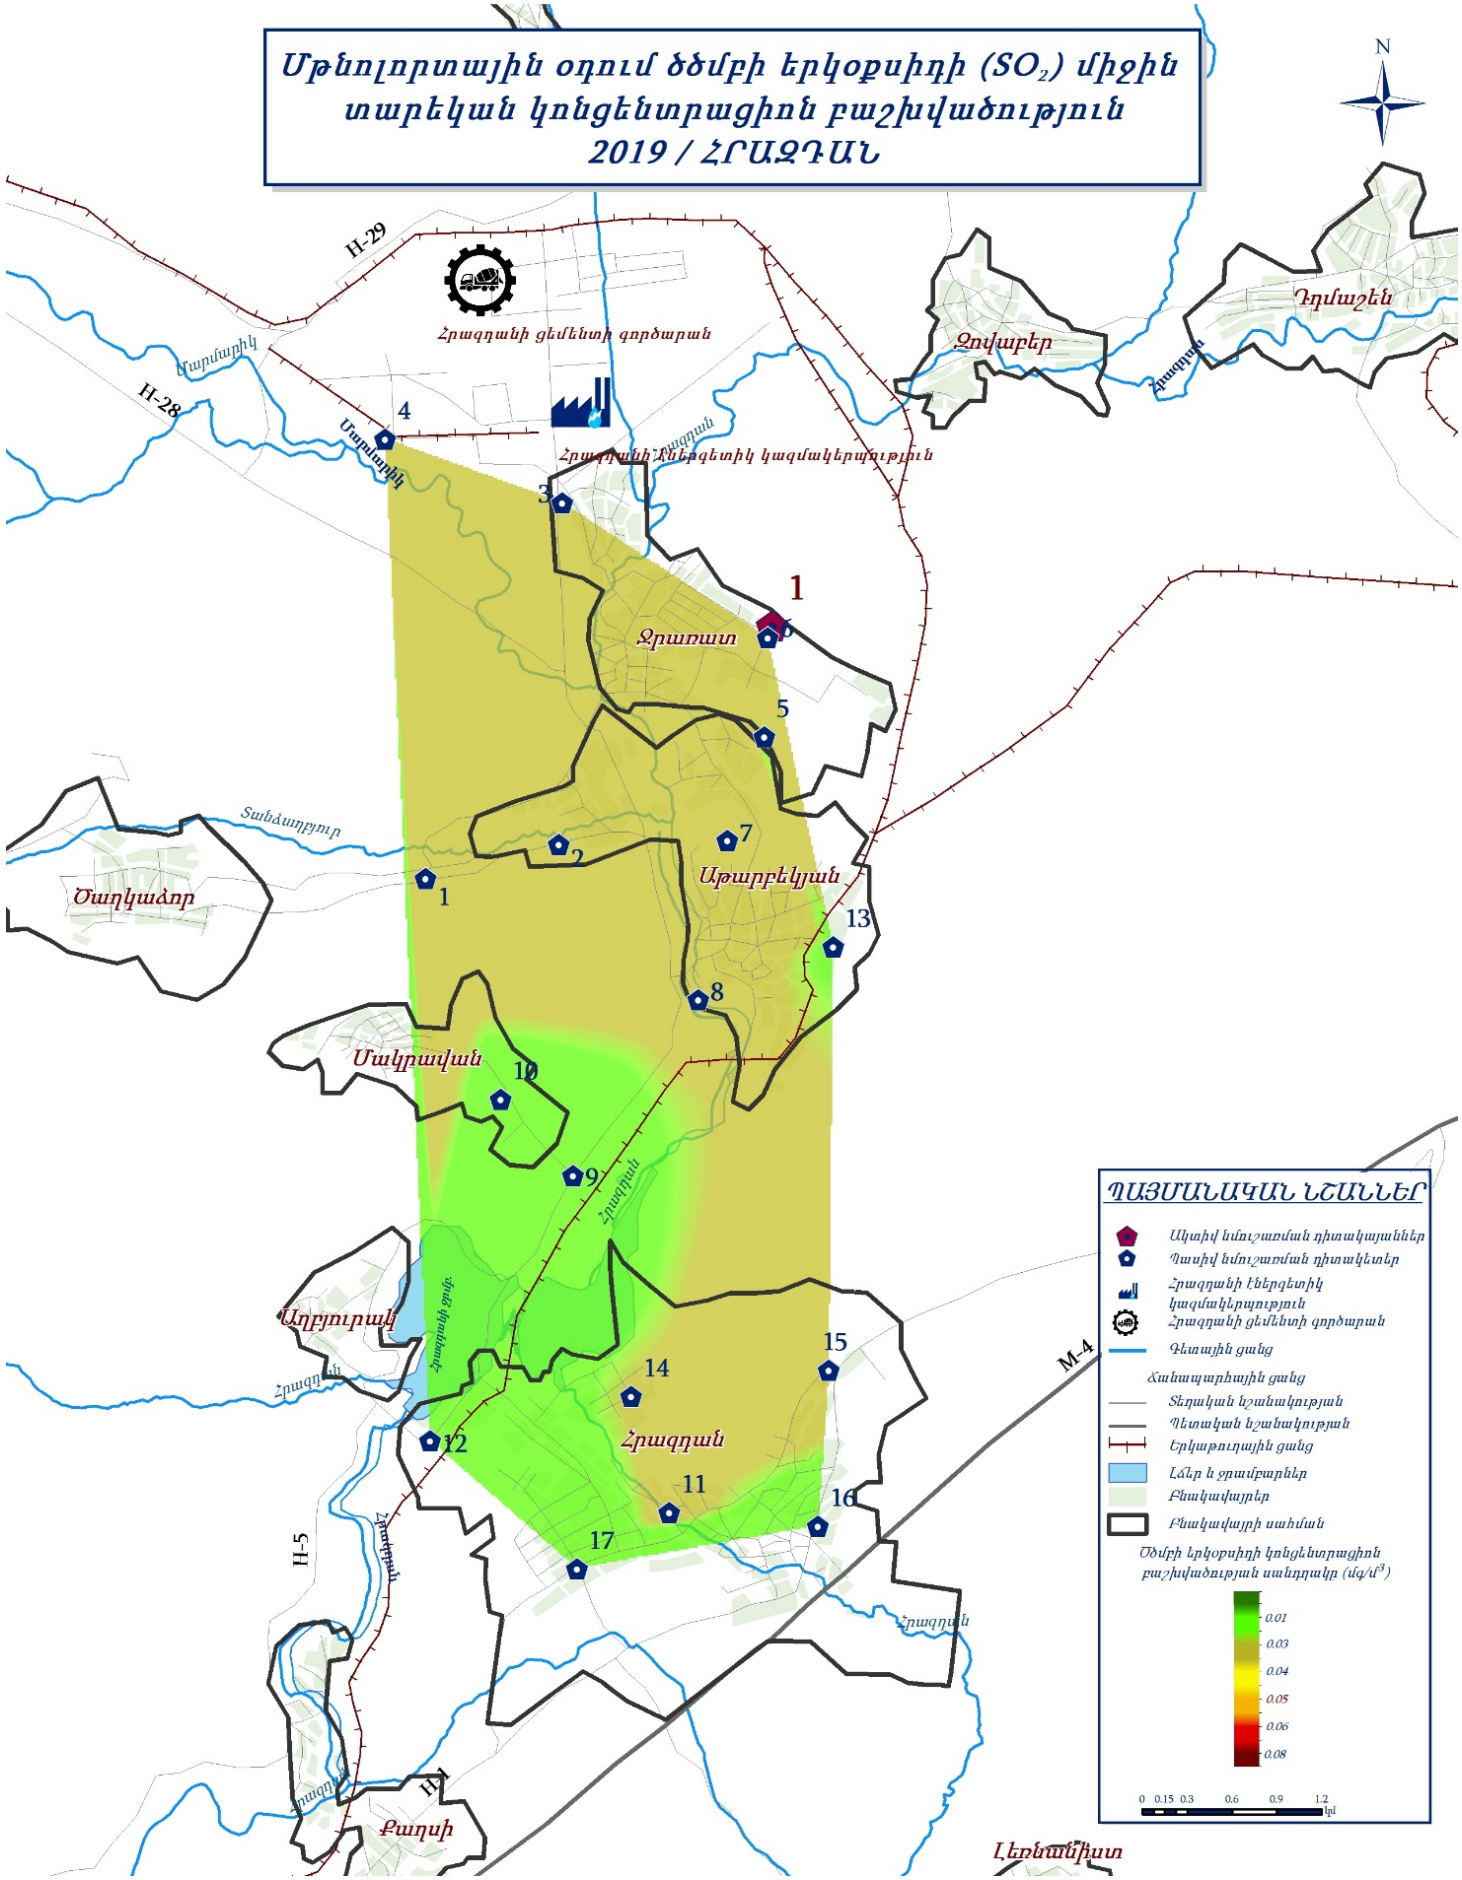 Մթնոլորտային օդում ծծմբի երկօքսիդի (SO₂) միջին
տարեկան կոնցենտրացիոն բաշխվածություն
2019 / ՀՐԱԶԴԱՆ
N
H-29
Հրազդանի ցեմենտի գործարան
Դդմաշեն
Զովաբեր
Հրազդան
Մարմարիկ
H-28
4
Մարմարիկ
Հրազդան
Հրազդանի էներգետիկ կազմակերպություն
3
1
6
Ջրառատ
5
Տանձաղբյուր
7
2
Աթարբեկյան
1
Ծաղկաձոր
13
8
Մակրավան
10
9
Հրազդան
Աղբյուրակ
Հրազդանի ջրմբ.
Հրազդան
15
M-4
14
Հրազդան
12
11
16
17
H-5
Հրազդան
Հրազդան
Հրազդան
H-1
Քաղսի
Լեռնանիստ
ՊԱՅՄԱՆԱԿԱՆ ՆՇԱՆՆԵՐ
Ակտիվ նմուշառման դիտակայաններ
Պասիվ նմուշառման դիտակետեր
Հրազդանի էներգետիկ
կազմակերպություն
Հրազդանի ցեմենտի գործարան
Գետային ցանց
Ճանապարհային ցանց
Տեղական նշանակության
Պետական նշանակության
Երկաթուղային ցանց
Լճեր և ջրամբարներ
Բնակավայրեր
Բնակավայրի սահման
Ծծմբի երկօքսիդի կոնցենտրացիոն
բաշխվածության սանդղակը (մգ/մ³)
0.01
0.03
0.04
0.05
0.06
0.08
0 0.15 0.3 0.6 0.9 1.2
կմ